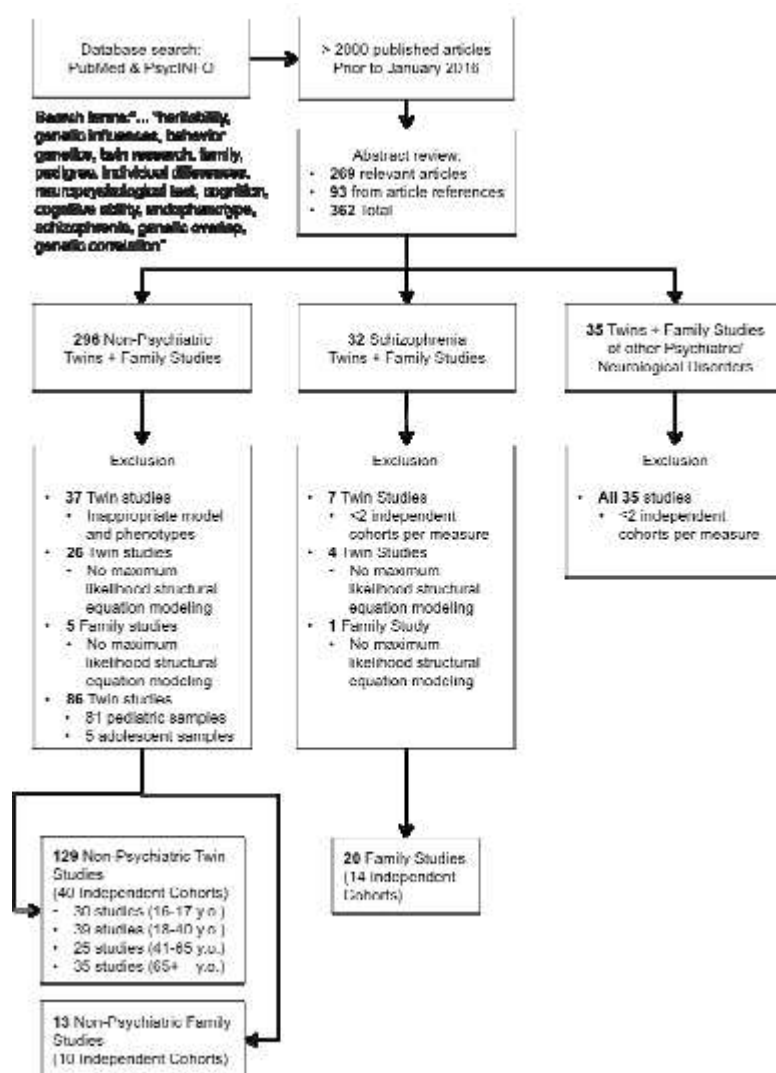 Database search:
PubMed & PsycINFO
> 2000 published articles
Prior to January 2016
Search terms:"... "heritability,
genetic influences, behavior
genetics, twin research, family,
pedigree, individual differences,
neuropsychological test, cognition,
cognitive ability, endophenotype,
schizophrenia, genetic overlap,
genetic correlation"
Abstract review:
• 269 relevant articles
• 93 from article references
• 362 Total
296 Non-Psychiatric
Twins + Family Studies
32 Schizophrenia
Twins + Family Studies
35 Twins + Family Studies
of other Psychiatric/
Neurological Disorders
Exclusion
• 37 Twin studies
• Inappropriate model
and phenotypes
• 26 Twin studies
- No maximum
likelihood structural
equation modeling
• 5 Family studies
• No maximum
likelihood structural
equation modeling
• 86 Twin studies
• 81 pediatric samples
• 5 adolescent samples
Exclusion
• 7 Twin Studies
• <2 independent
cohorts per measure
• 4 Twin Studies
- No maximum
likelihood structural
equation modeling
• 1 Family Study
• No maximum
likelihood structural
equation modeling
Exclusion
• All 35 studies
• <2 independent
cohorts per measure
129 Non-Psychiatric Twin
Studies
(40 Independent Cohorts)
- 30 studies (16-17 y.o.)
• 39 studies (18-40 y.o.)
• 25 studies (41-65 y.o.)
• 35 studies (65+ y.o.)
20 Family Studies
(14 Independent
Cohorts)
13 Non-Psychiatric Family
Studies
(10 Independent Cohorts)